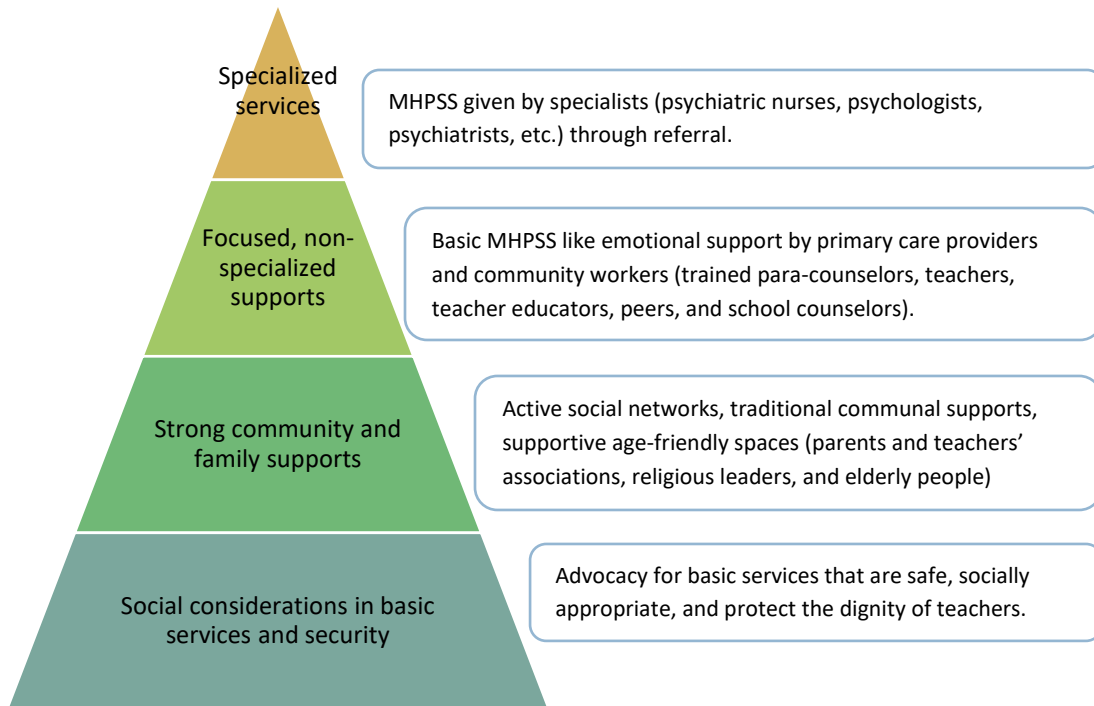 Specialized
services
MHPSS given by specialists (psychiatric nurses, psychologists,
psychiatrists, etc.) through referral.
Focused, non-
specialized
supports
Basic MHPSS like emotional support by primary care providers
and community workers (trained para-counselors, teachers,
teacher educators, peers, and school counselors).
Strong community and
family supports
Active social networks, traditional communal supports,
supportive age-friendly spaces (parents and teachers’
associations, religious leaders, and elderly people)
Social considerations in basic
services and security
Advocacy for basic services that are safe, socially
appropriate, and protect the dignity of teachers.